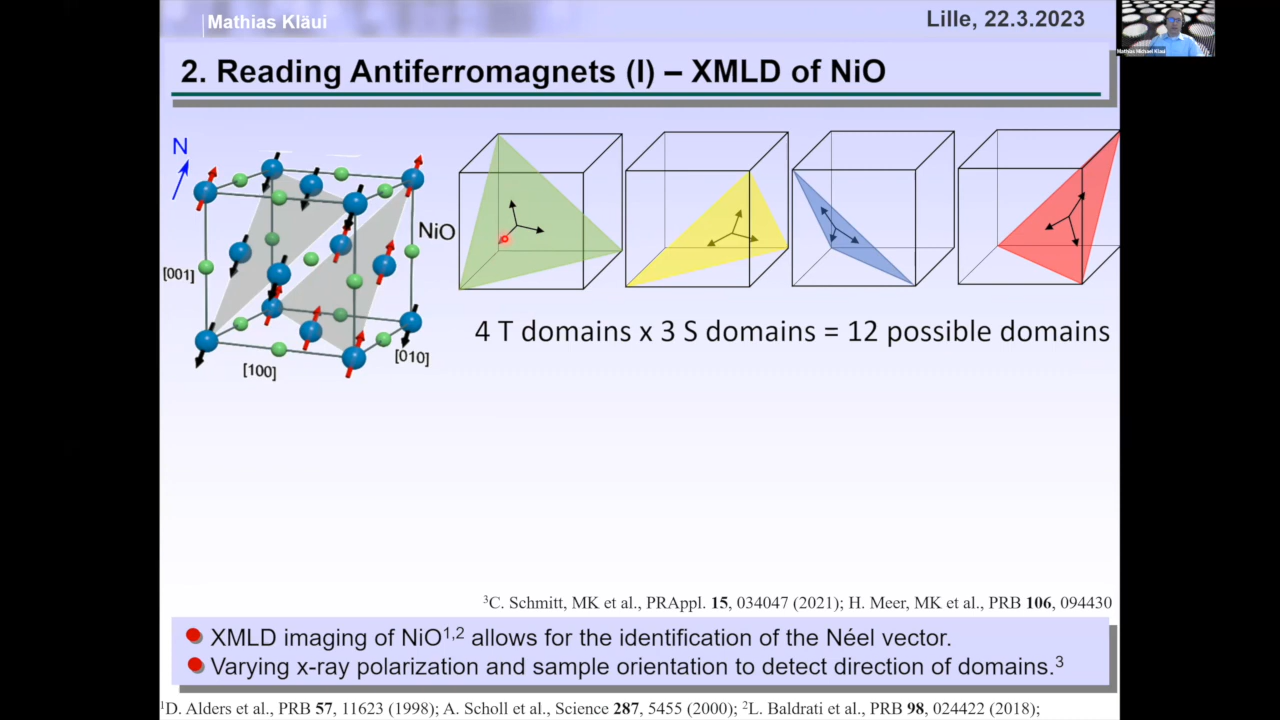 Mathias Kläui
Lille, 22.3.2023
Mathias Michael Klaui
2. Reading Antiferromagnets (I) – XMLD of NiO
N
NiO
[001]
[010]
[100]
4 T domains x 3 S domains = 12 possible domains
³C. Schmitt, MK et al., PRAppl. 15, 034047 (2021); H. Meer, MK et al., PRB 106, 094430
XMLD imaging of NiO¹,² allows for the identification of the Néel vector.
Varying x-ray polarization and sample orientation to detect direction of domains.³
¹D. Alders et al., PRB 57, 11623 (1998); A. Scholl et al., Science 287, 5455 (2000); ²L. Baldrati et al., PRB 98, 024422 (2018);